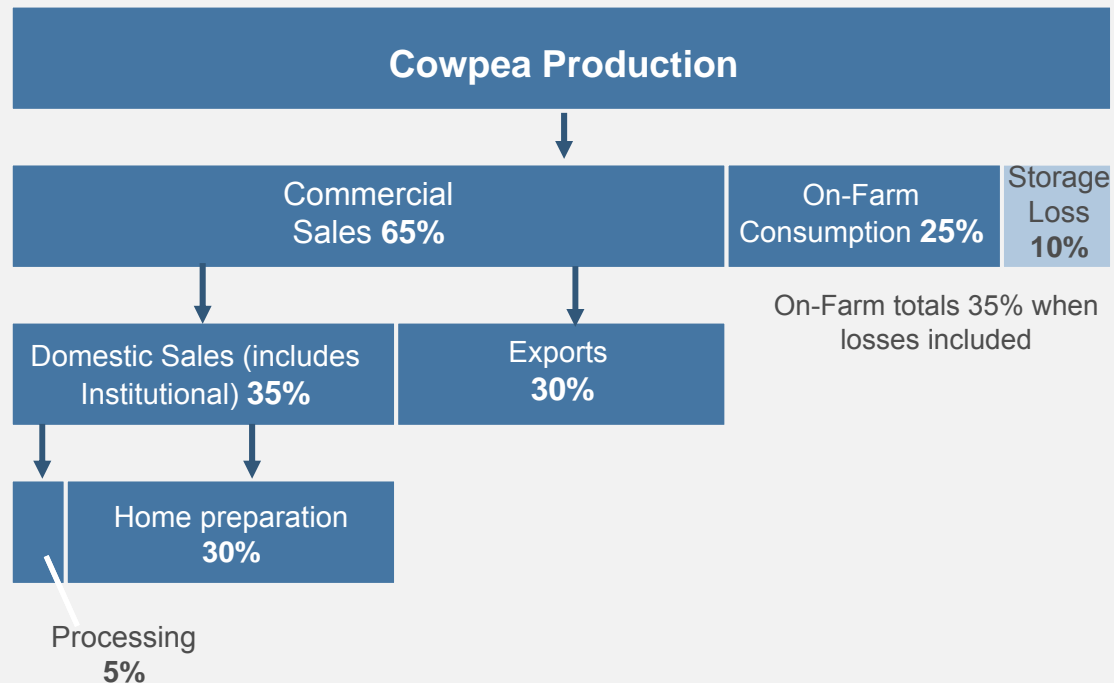 Cowpea Production
Commercial
Sales 65%
On-Farm
Consumption 25%
Storage
Loss
10%
On-Farm totals 35% when
losses included
Domestic Sales (includes
Institutional) 35%
Exports
30%
Home preparation
30%
Processing
5%